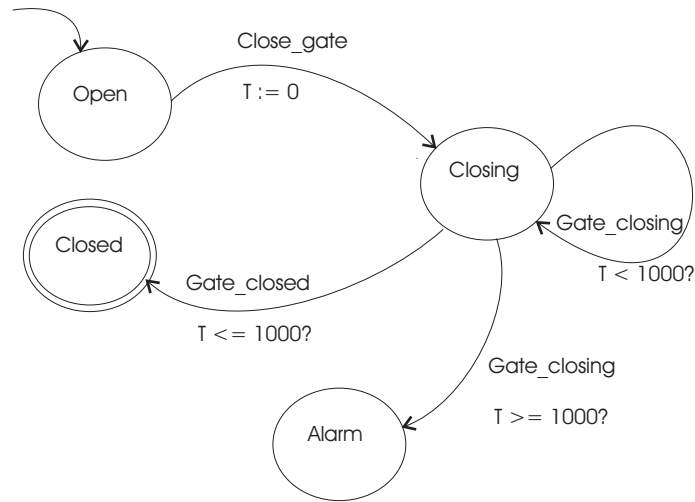 Close_gate
Open
T := 0
Closing
Gate_closing
Closed
T < 1000?
Gate_closed
T <= 1000?
Gate_closing
T >= 1000?
Alarm